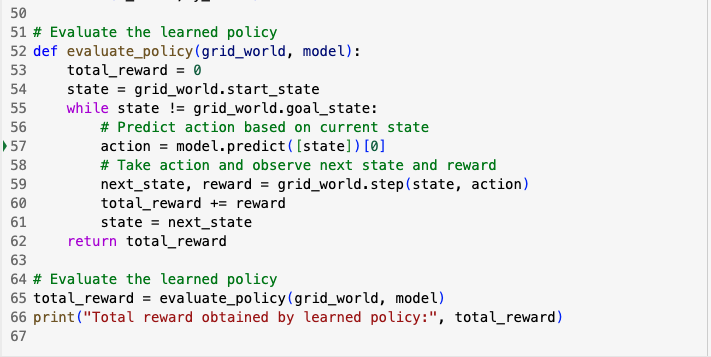 50
51 # Evaluate the learned policy
52 def evaluate_policy(grid_world, model):
53     total_reward = 0
54     state = grid_world.start_state
55     while state != grid_world.goal_state:
56         # Predict action based on current state
57         action = model.predict([state])[0]
58         # Take action and observe next state and reward
59         next_state, reward = grid_world.step(state, action)
60         total_reward += reward
61         state = next_state
62     return total_reward
63
64 # Evaluate the learned policy
65 total_reward = evaluate_policy(grid_world, model)
66 print("Total reward obtained by learned policy:", total_reward)
67